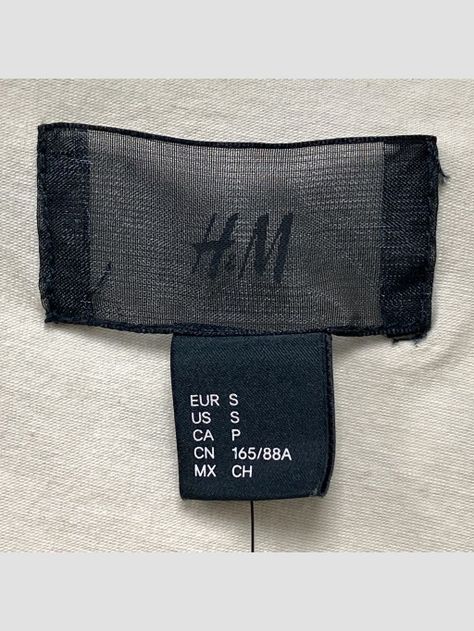 H.M
EUR S
US S
CA P
CN 165/88A
MX CH